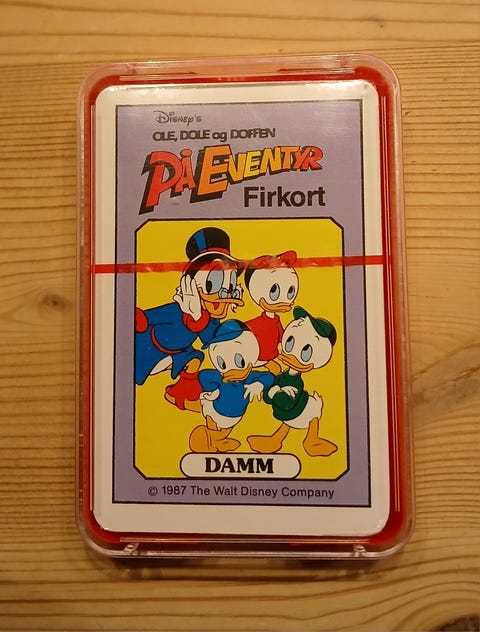 Disney's
OLE, DOLE og DOFFEN
PÅ EVENTYR
Firkort
DAMM
© 1987 The Walt Disney Company